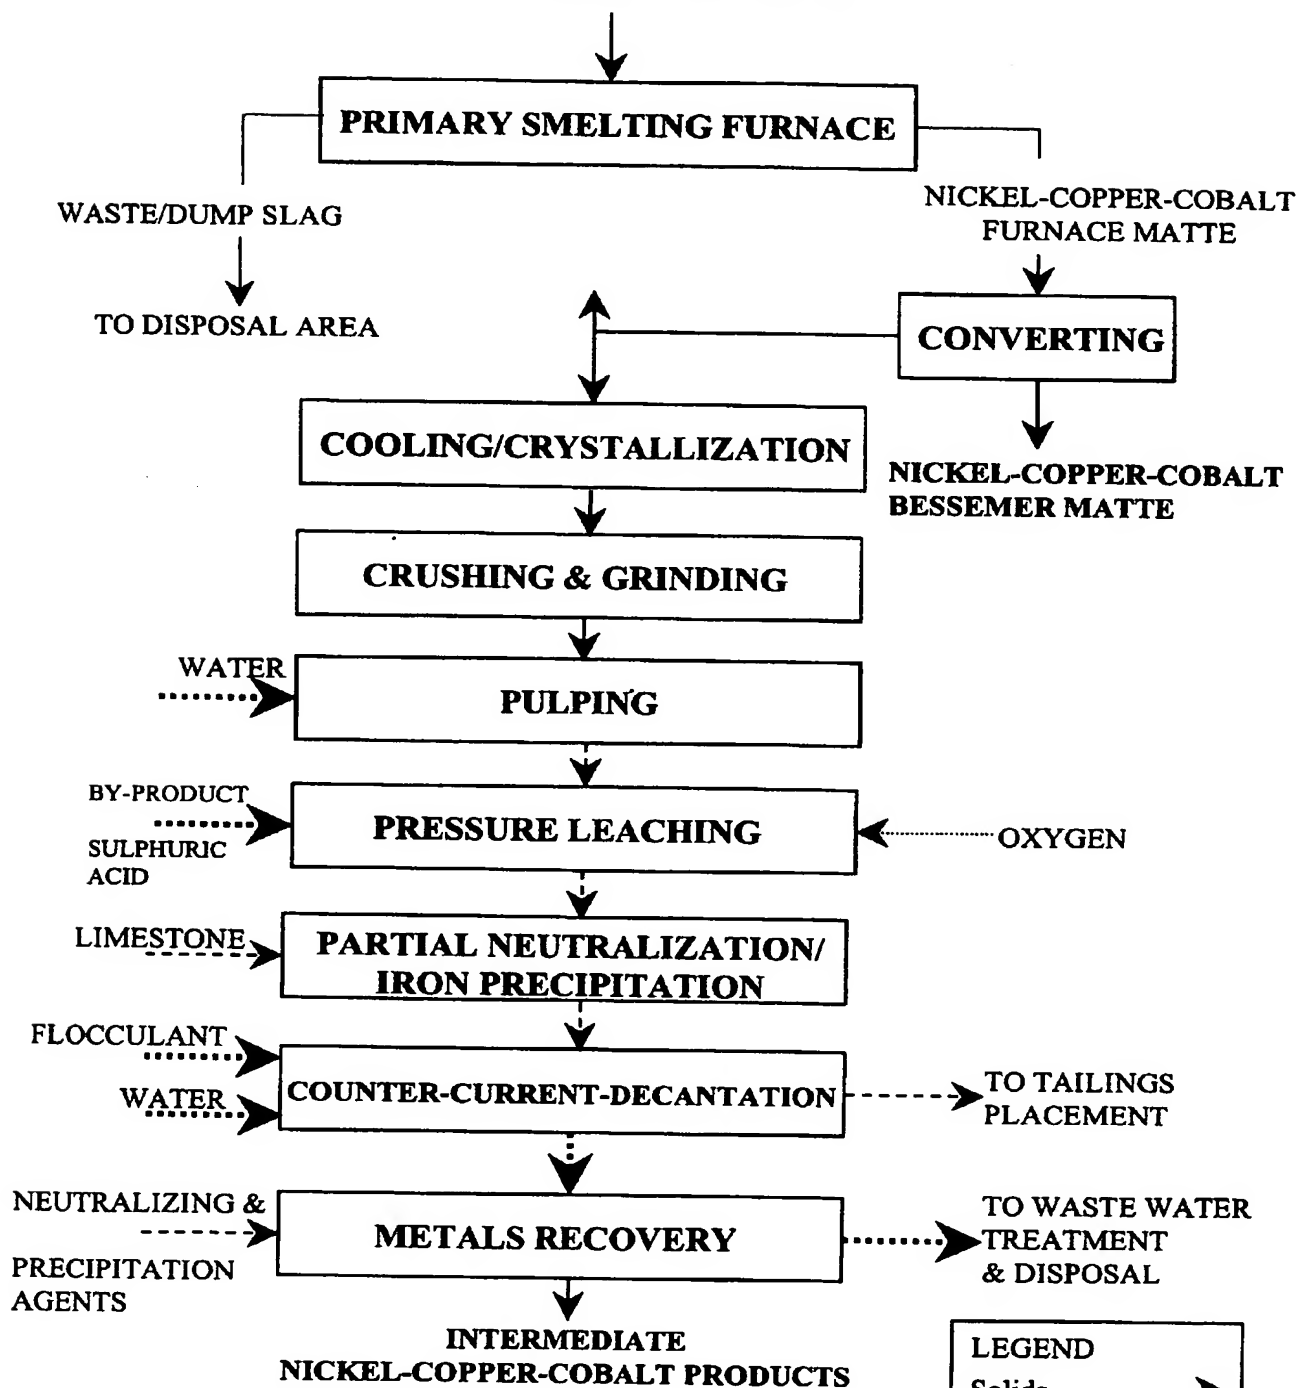 PRIMARY SMELTING FURNACE
WASTE/DUMP SLAG
NICKEL-COPPER-COBALT
FURNACE MATTE
TO DISPOSAL AREA
CONVERTING
COOLING/CRYSTALLIZATION
NICKEL-COPPER-COBALT
BESSEMER MATTE
CRUSHING & GRINDING
WATER
PULPING
BY-PRODUCT
SULPHURIC
ACID
PRESSURE LEACHING
OXYGEN
LIMESTONE
PARTIAL NEUTRALIZATION/
IRON PRECIPITATION
FLOCCULANT
WATER
COUNTER-CURRENT-DECANTATION
TO TAILINGS
PLACEMENT
NEUTRALIZING &
PRECIPITATION
AGENTS
METALS RECOVERY
TO WASTE WATER
TREATMENT
& DISPOSAL
INTERMEDIATE
NICKEL-COPPER-COBALT PRODUCTS
LEGEND
Solids